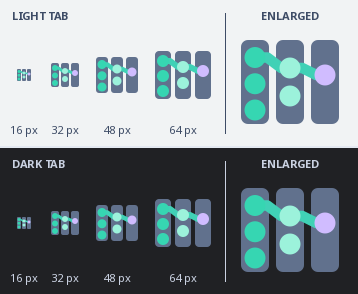 LIGHT TAB
ENLARGED
16 px
32 px
48 px
64 px
DARK TAB
ENLARGED
16 px
32 px
48 px
64 px